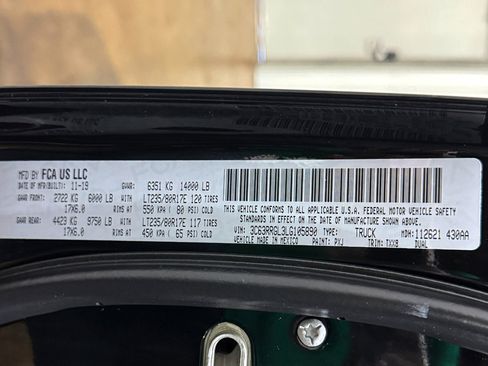 MFD BY FCA US LLC
DATE OF MFR(BUILT): 11-19 GVWR: 6351 KG 14000 LB
GAWR FRONT: 2722 KG 6000 LB WITH LT235/80R17E 120 TIRES
17X6.0 RIMS AT 550 KPA ( 80 PSI) COLD
GAWR REAR: 4423 KG 9750 LB WITH LT235/80R17E 117 TIRES
17X6.0 RIMS AT 450 KPA ( 65 PSI) COLD
THIS VEHICLE CONFORMS TO ALL APPLICABLE U.S.A. FEDERAL MOTOR VEHICLE SAFETY
STANDARDS IN EFFECT ON THE DATE OF MANUFACTURE SHOWN ABOVE.
VIN: 3C63RRGL3LG105890 TYPE: TRUCK MDH: 112621 430AA
MADE IN MEXICO PAINT: PXJ TRIM: TXX8 DUAL